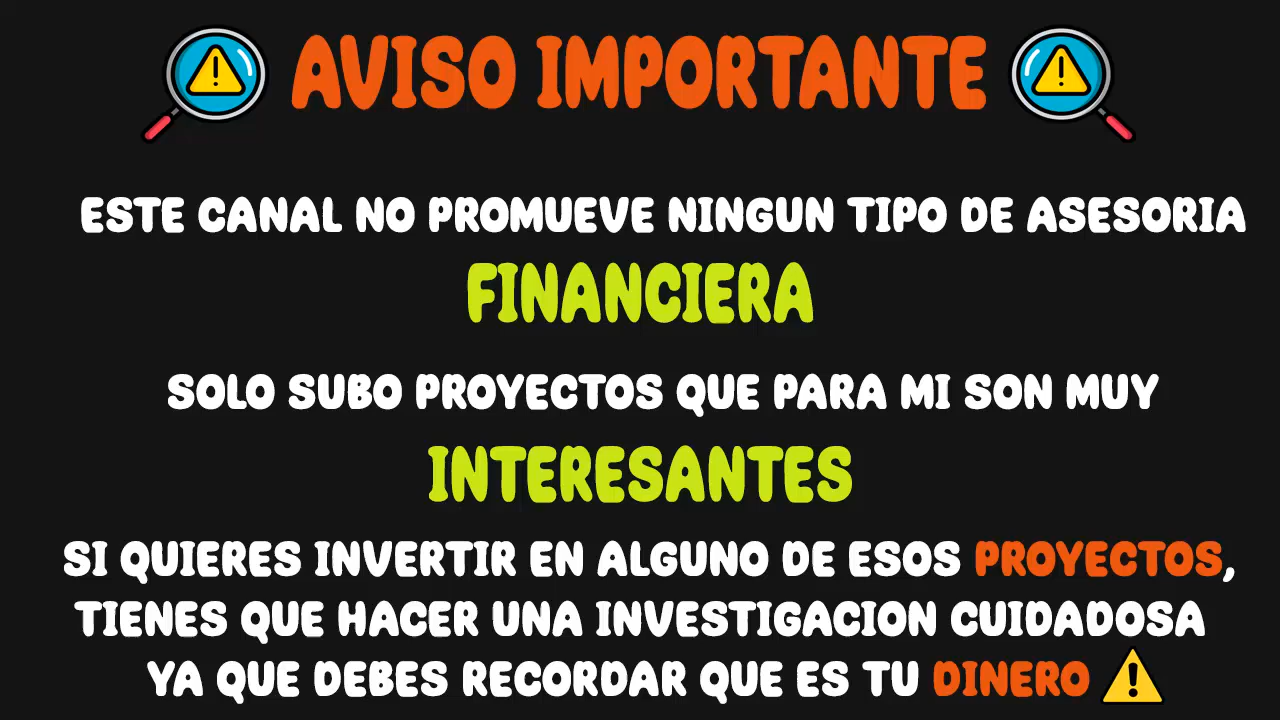 AVISO IMPORTANTE
ESTE CANAL NO PROMUEVE NINGUN TIPO DE ASESORIA
FINANCIERA
SOLO SUBO PROYECTOS QUE PARA MI SON MUY
INTERESANTES
SI QUIERES INVERTIR EN ALGUNO DE ESOS PROYECTOS,
TIENES QUE HACER UNA INVESTIGACION CUIDADOSA
YA QUE DEBES RECORDAR QUE ES TU DINERO